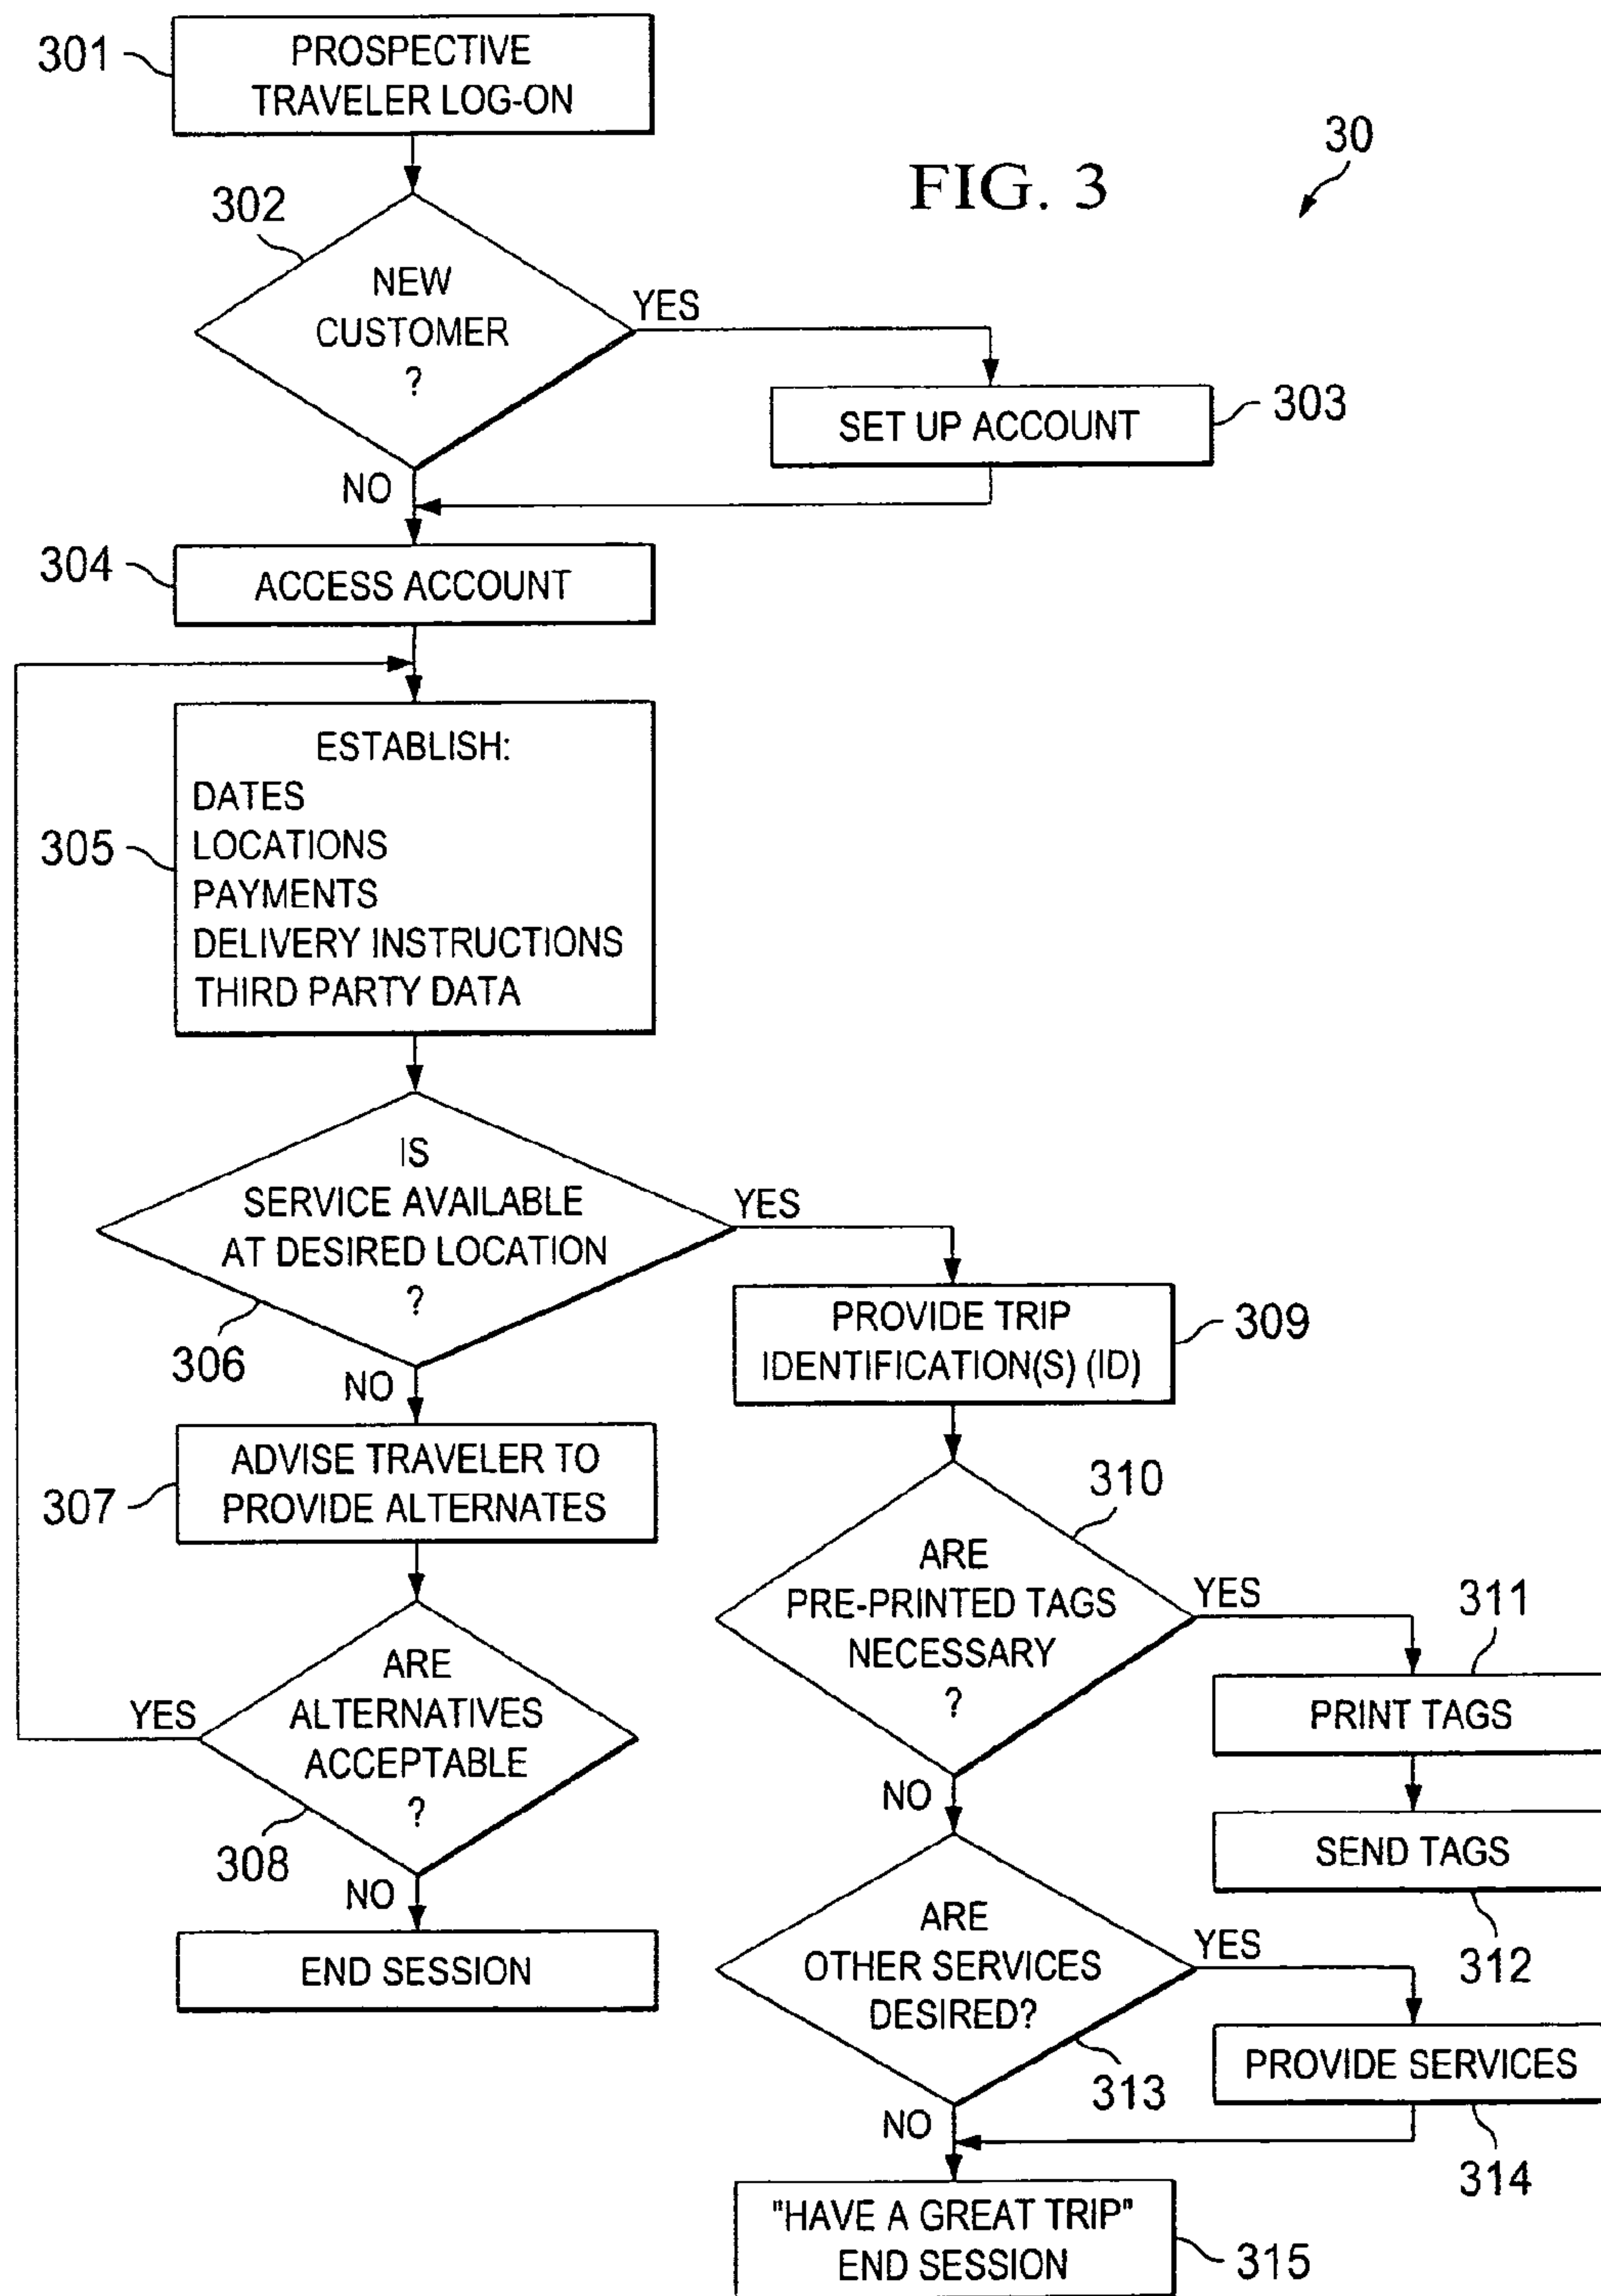 301
PROSPECTIVE
TRAVELER LOG-ON
FIG. 3
30
302
NEW
CUSTOMER
?
YES
NO
SET UP ACCOUNT
303
304
ACCESS ACCOUNT
305
ESTABLISH:
DATES
LOCATIONS
PAYMENTS
DELIVERY INSTRUCTIONS
THIRD PARTY DATA
IS
SERVICE AVAILABLE
AT DESIRED LOCATION
?
306
YES
NO
307
ADVISE TRAVELER TO
PROVIDE ALTERNATES
YES
ARE
ALTERNATIVES
ACCEPTABLE
?
308
NO
END SESSION
PROVIDE TRIP
IDENTIFICATION(S) (ID)
309
310
ARE
PRE-PRINTED TAGS
NECESSARY
?
YES
NO
311
PRINT TAGS
SEND TAGS
312
ARE
OTHER SERVICES
DESIRED?
313
YES
NO
PROVIDE SERVICES
314
"HAVE A GREAT TRIP"
END SESSION
315